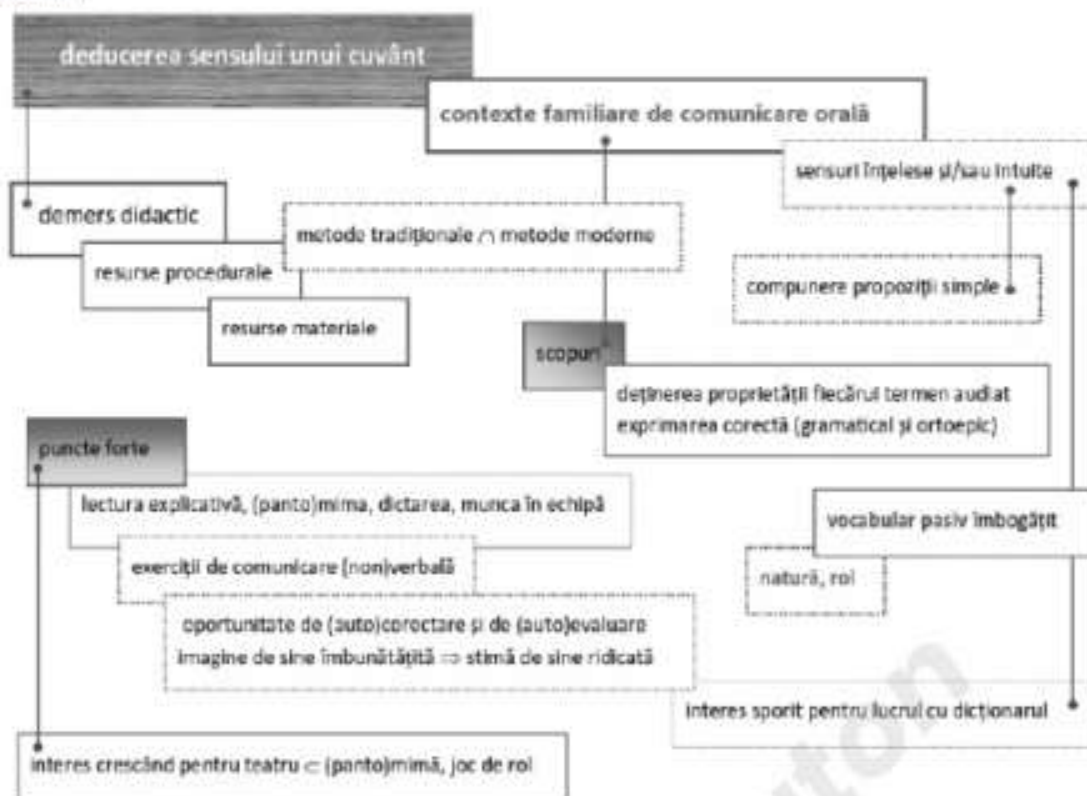 deducerea sensului unui cuvânt
contexte familiare de comunicare orală
sensuri înțelese și/sau intuite
demers didactic
metode tradiționale ∩ metode moderne
resurse procedurale
compunere propoziții simple
resurse materiale
scopuri
deținerea proprietății fiecărui termen audiat
exprimarea corectă (gramatical și ortoepic)
puncte forte
lectura explicativă, (panto)mima, dictarea, munca în echipă
vocabular pasiv îmbogățit
exerciții de comunicare (non)verbală
natură, roi
oportunitate de (auto)corectare și de (auto)evaluare
imagine de sine îmbunătățită ⇒ stimă de sine ridicată
interes sporit pentru lucrul cu dicționarul
interes crescând pentru teatru ⊂ (panto)mimă, joc de rol